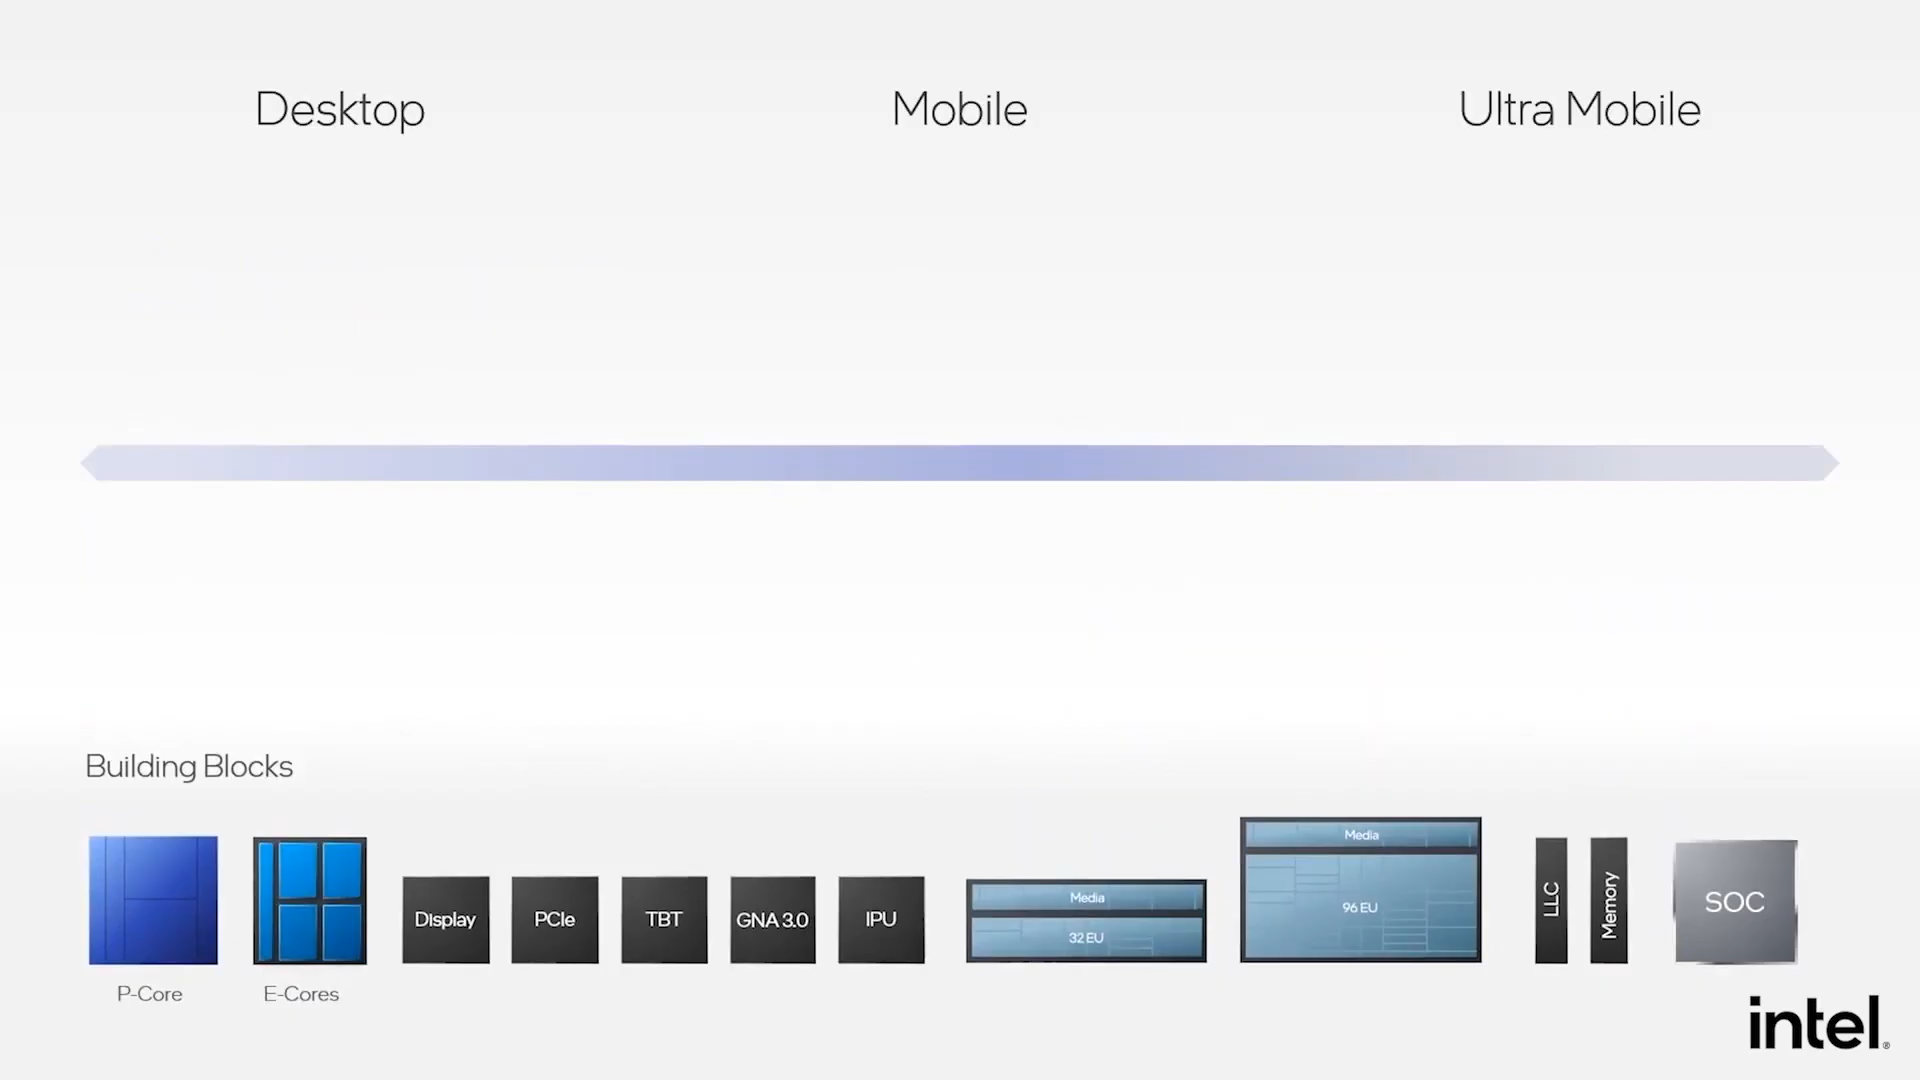 Desktop
Mobile
Ultra Mobile
Building Blocks
P-Core
E-Cores
Display
PCIe
TBT
GNA 3.0
IPU
Media
32 EU
Media
96 EU
LLC
Memory
SOC
intel®